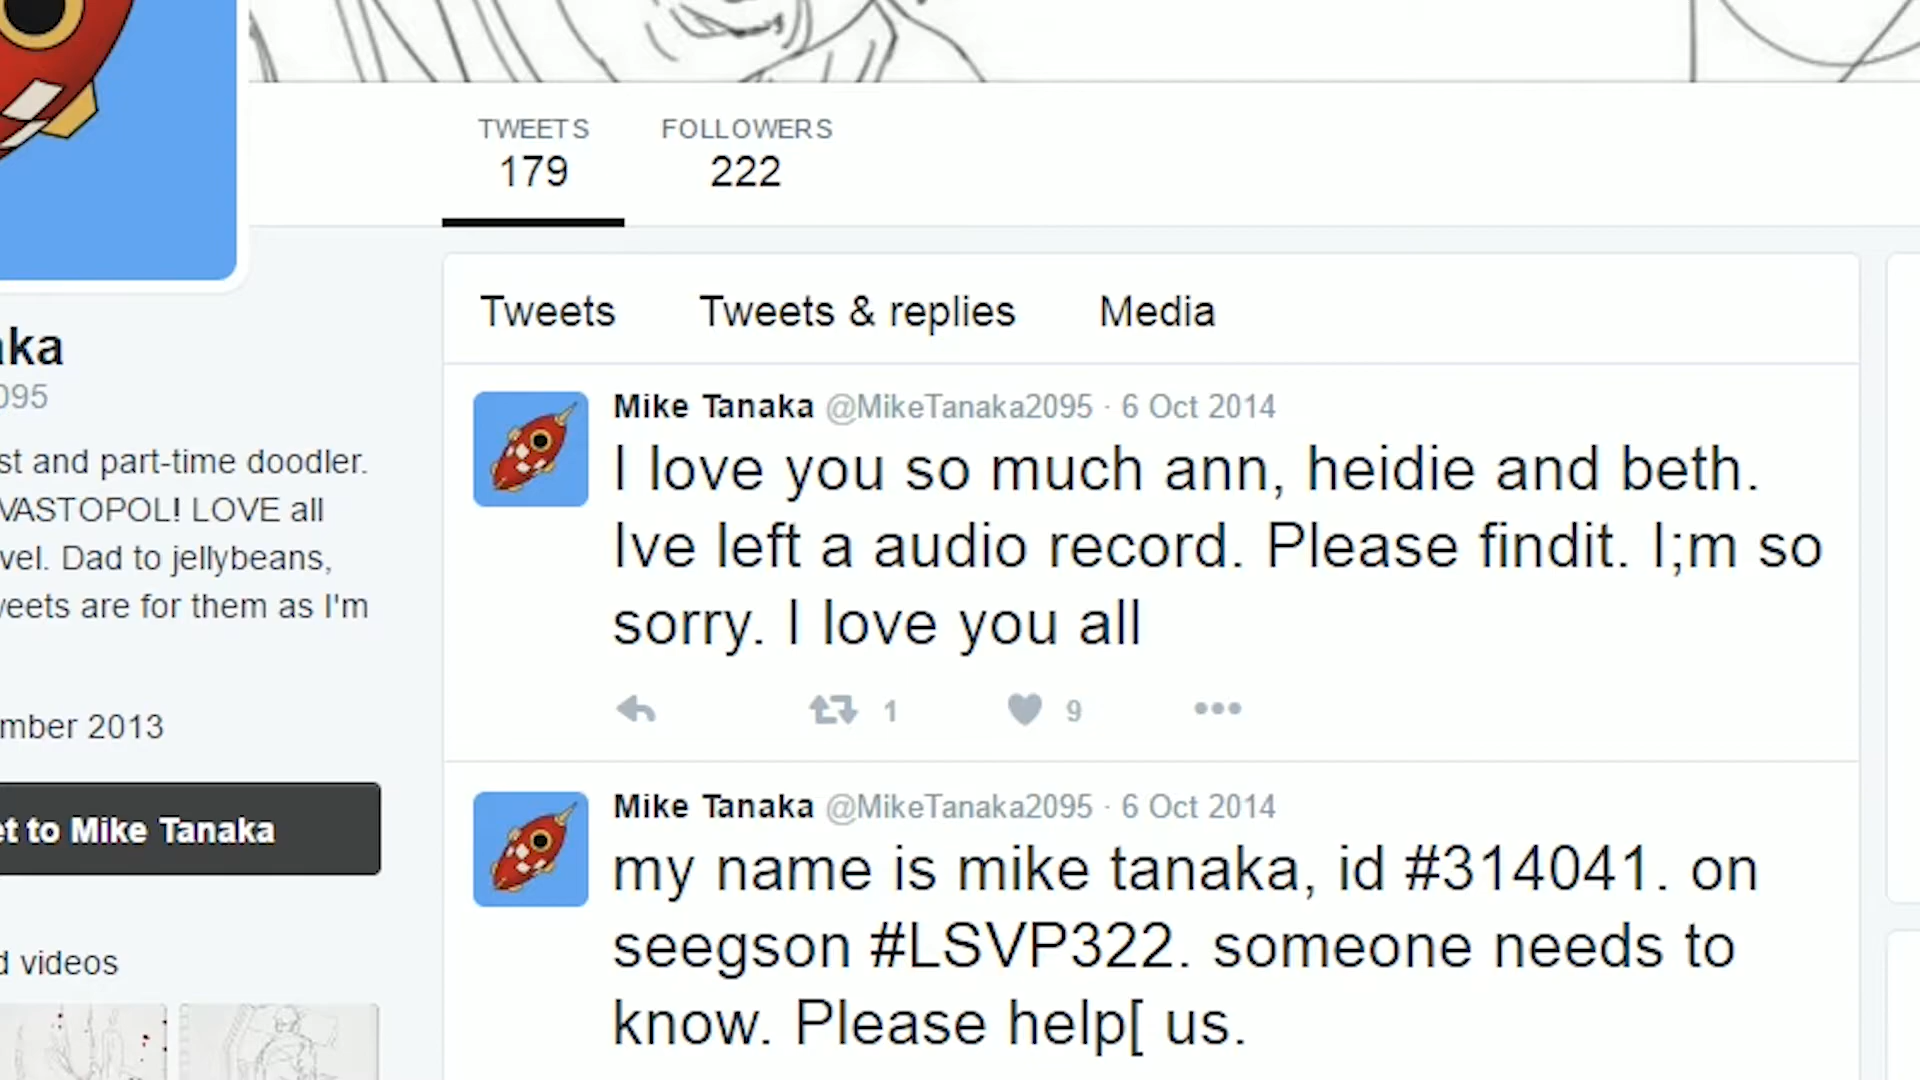 TWEETS FOLLOWERS
179 222
Tweets Tweets & replies Media
aka
095
st and part-time doodler.
VASTOPOL! LOVE all
vel. Dad to jellybeans,
weets are for them as I'm
mber 2013
et to Mike Tanaka
d videos
Mike Tanaka @MikeTanaka2095 · 6 Oct 2014
I love you so much ann, heidie and beth.
Ive left a audio record. Please findit. I;m so
sorry. I love you all
1 9
Mike Tanaka @MikeTanaka2095 · 6 Oct 2014
my name is mike tanaka, id #314041. on
seegson #LSVP322. someone needs to
know. Please help[ us.